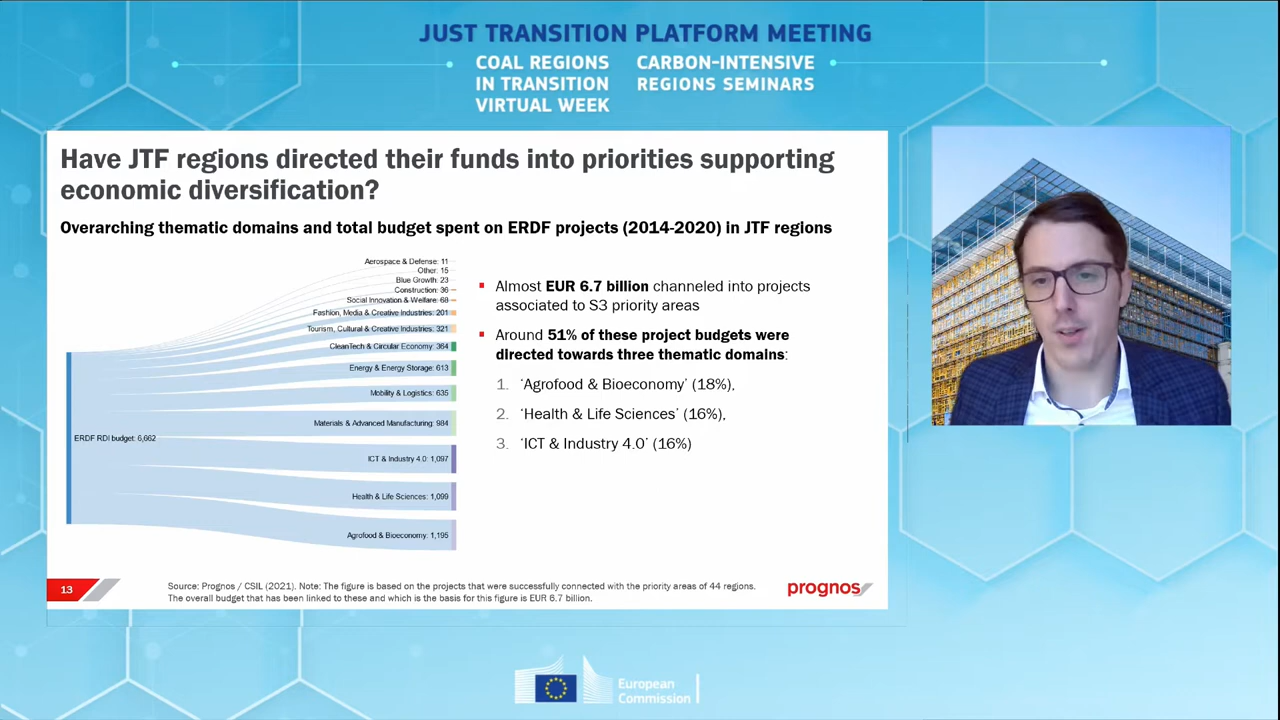 JUST TRANSITION PLATFORM MEETING
COAL REGIONS
IN TRANSITION
VIRTUAL WEEK
CARBON-INTENSIVE
REGIONS SEMINARS
Have JTF regions directed their funds into priorities supporting
economic diversification?
Overarching thematic domains and total budget spent on ERDF projects (2014-2020) in JTF regions
Aerospace & Defense: 11
Other: 15
Blue Growth: 23
Construction: 36
Social Innovation & Welfare: 68
Fashion, Media & Creative Industries: 201
Tourism, Cultural & Creative Industries: 321
CleanTech & Circular Economy: 364
Energy & Energy Storage: 613
Mobility & Logistics: 635
Materials & Advanced Manufacturing: 984
ERDF RDI budget: 6,662
ICT & Industry 4.0: 1,097
Health & Life Sciences: 1,099
Agrofood & Bioeconomy: 1,195
Almost EUR 6.7 billion channeled into projects
associated to S3 priority areas
Around 51% of these project budgets were
directed towards three thematic domains:
1. ‘Agrofood & Bioeconomy’ (18%),
2. ‘Health & Life Sciences’ (16%),
3. ‘ICT & Industry 4.0’ (16%)
13
Source: Prognos / CSIL (2021). Note: The figure is based on the projects that were successfully connected with the priority areas of 44 regions.
The overall budget that has been linked to these and which is the basis for this figure is EUR 6.7 billion.
prognos
European
Commission